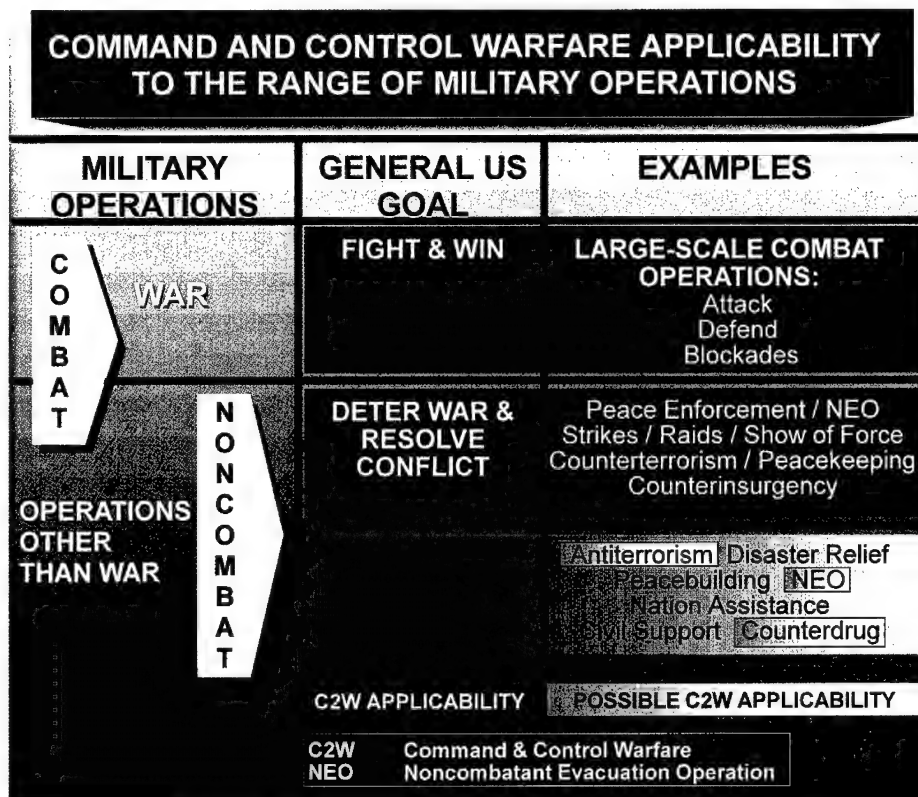 COMMAND AND CONTROL WARFARE APPLICABILITY
TO THE RANGE OF MILITARY OPERATIONS
MILITARY
OPERATIONS
GENERAL US
GOAL
EXAMPLES
COMBAT
WAR
FIGHT & WIN
LARGE-SCALE COMBAT
OPERATIONS:
Attack
Defend
Blockades
NONCOMBAT
OPERATIONS
OTHER
THAN WAR
DETER WAR &
RESOLVE
CONFLICT
Peace Enforcement / NEO
Strikes / Raids / Show of Force
Counterterrorism / Peacekeeping
Counterinsurgency
Antiterrorism Disaster Relief
Peacebuilding NEO
Nation Assistance
Civil Support Counterdrug
C2W APPLICABILITY
POSSIBLE C2W APPLICABILITY
C2W Command & Control Warfare
NEO Noncombatant Evacuation Operation